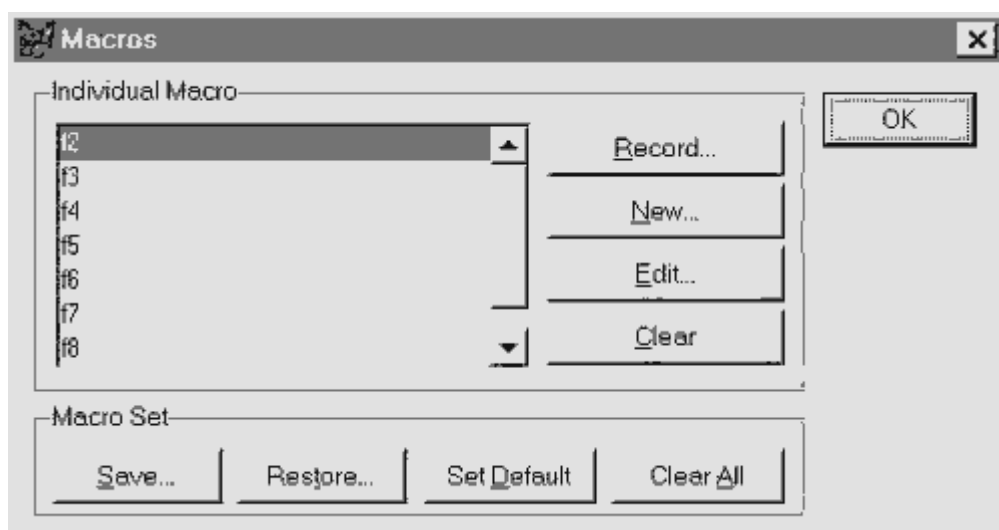 Macros
Individual Macro
OK
f2
f3
f4
f5
f6
f7
f8
Record...
New...
Edit...
Clear
Macro Set
Save...
Restore...
Set Default
Clear All